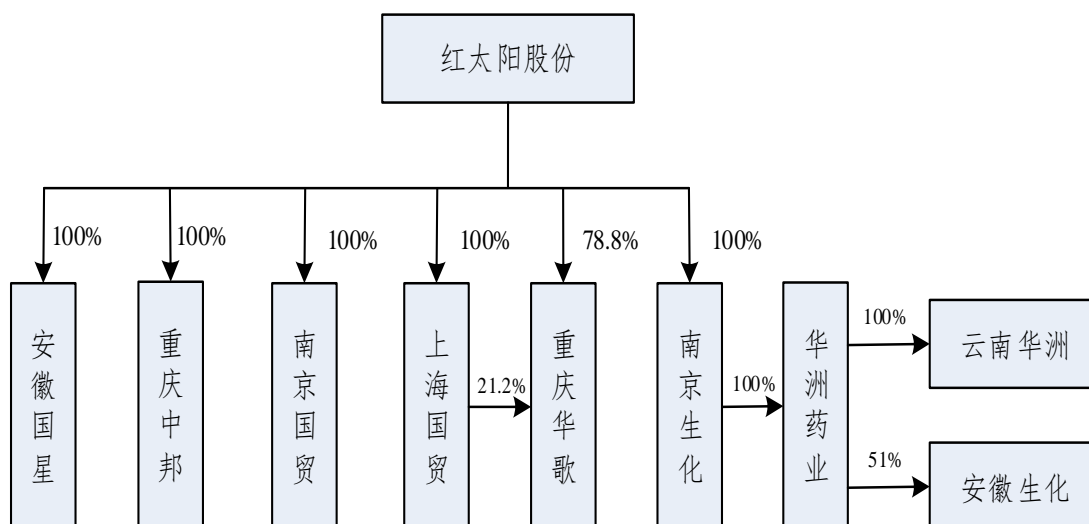 红太阳股份
100%
100%
100%
100%
78.8%
100%
安徽国星
重庆中邦
南京国贸
上海国贸
21.2%
重庆华歌
南京生化
100%
华洲药业
100%
云南华洲
51%
安徽生化